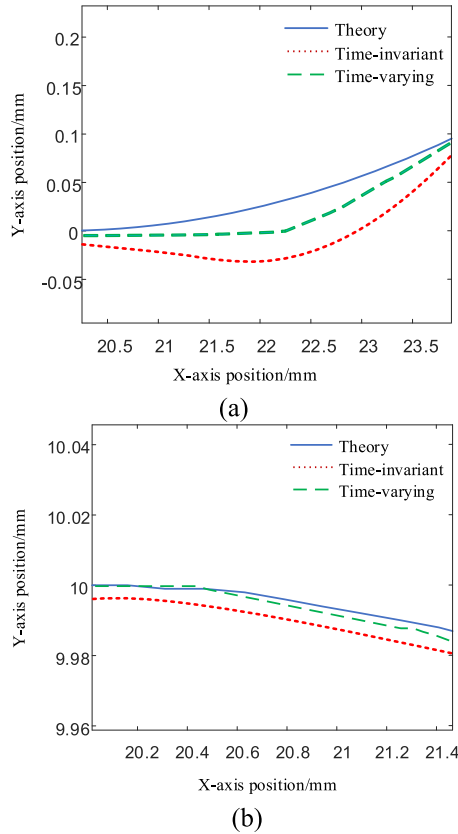 0.2
0.15
0.1
0.05
0
-0.05
Y-axis position/mm
Theory
Time-invariant
Time-varying
20.5 21 21.5 22 22.5 23 23.5
X-axis position/mm
(a)
10.04
10.02
10
9.98
9.96
Y-axis position/mm
Theory
Time-invariant
Time-varying
20.2 20.4 20.6 20.8 21 21.2 21.4
X-axis position/mm
(b)